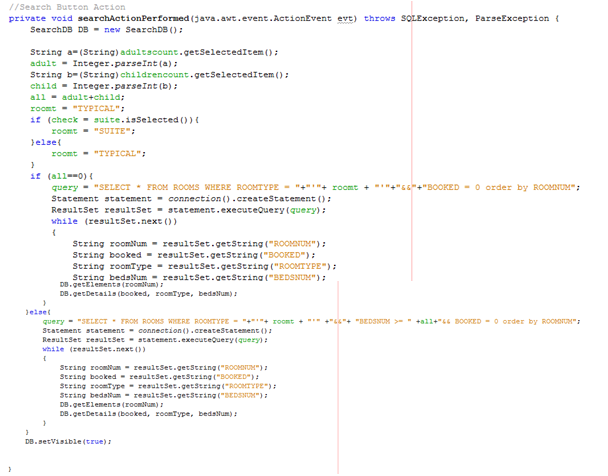 //Search Button Action
private void searchActionPerformed(java.awt.event.ActionEvent evt) throws SQLException, ParseException {
SearchDB DB = new SearchDB();
String a=(String)adultscount.getSelectedItem();
adult = Integer.parseInt(a);
String b=(String)childrencount.getSelectedItem();
child = Integer.parseInt(b);
all = adult+child;
roomt = "TYPICAL";
if (check = suite.isSelected()){
roomt = "SUITE";
}else{
roomt = "TYPICAL";
}
if (all==0){
query = "SELECT * FROM ROOMS WHERE ROOMTYPE = "+"'"+ roomt + "'"+"&&"+"BOOKED = 0 order by ROOMNUM";
Statement statement = connection().createStatement();
ResultSet resultSet = statement.executeQuery(query);
while (resultSet.next())
{
String roomNum = resultSet.getString("ROOMNUM");
String booked = resultSet.getString("BOOKED");
String roomType = resultSet.getString("ROOMTYPE");
String bedsNum = resultSet.getString("BEDSNUM");
DB.getElements(roomNum);
DB.getDetails(booked, roomType, bedsNum);
}
}else{
query = "SELECT * FROM ROOMS WHERE ROOMTYPE = "+"'"+ roomt + "'" +"&&"+ "BEDSNUM >= " +all+"&& BOOKED = 0 order by ROOMNUM";
Statement statement = connection().createStatement();
ResultSet resultSet = statement.executeQuery(query);
while (resultSet.next())
{
String roomNum = resultSet.getString("ROOMNUM");
String booked = resultSet.getString("BOOKED");
String roomType = resultSet.getString("ROOMTYPE");
String bedsNum = resultSet.getString("BEDSNUM");
DB.getElements(roomNum);
DB.getDetails(booked, roomType, bedsNum);
}
}
DB.setVisible(true);
}